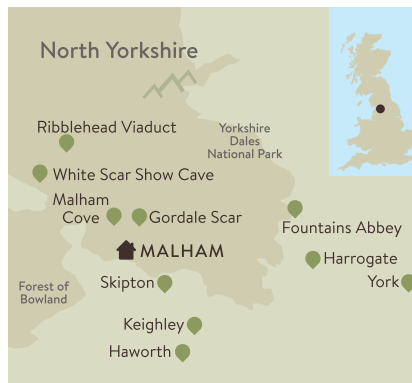 North Yorkshire
Ribblehead Viaduct
Yorkshire
Dales
National Park
White Scar Show Cave
Malham
Cove
Gordale Scar
Fountains Abbey
MALHAM
Harrogate
Skipton
York
Forest of
Bowland
Keighley
Haworth